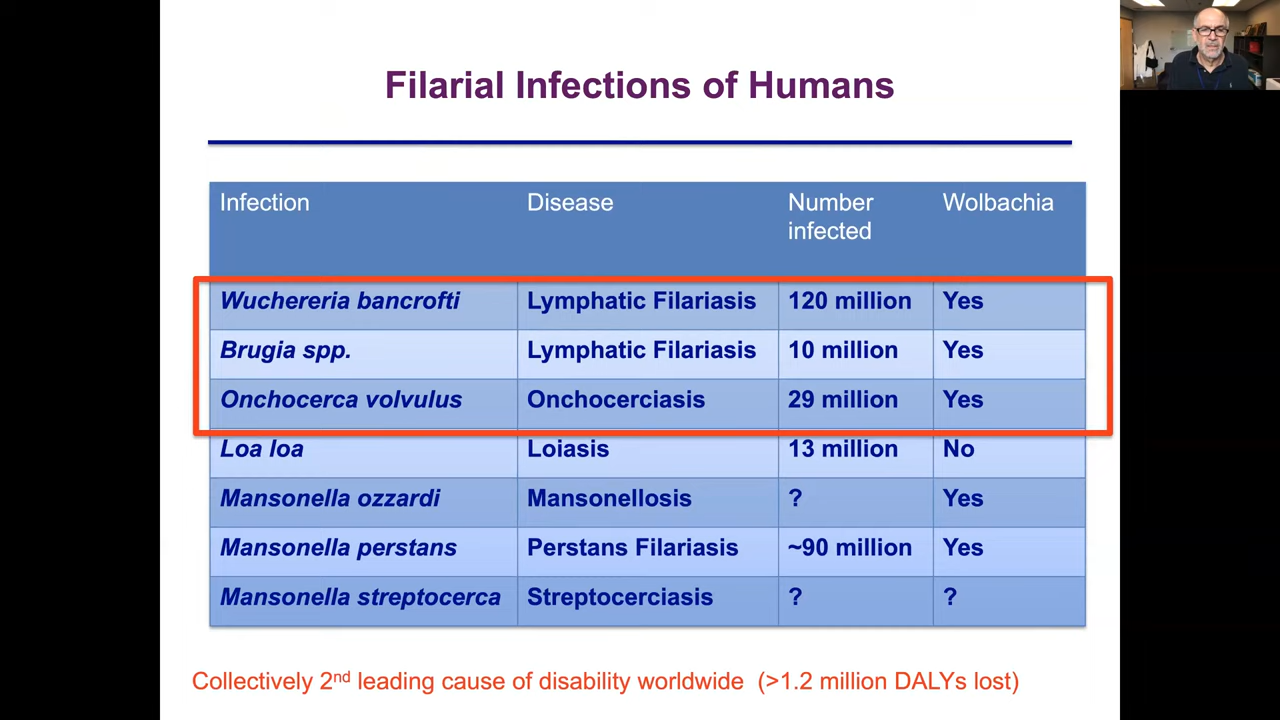 Filarial Infections of Humans
Infection Disease Number infected Wolbachia
Wuchereria bancrofti Lymphatic Filariasis 120 million Yes
Brugia spp. Lymphatic Filariasis 10 million Yes
Onchocerca volvulus Onchocerciasis 29 million Yes
Loa loa Loiasis 13 million No
Mansonella ozzardi Mansonellosis ? Yes
Mansonella perstans Perstans Filariasis ~90 million Yes
Mansonella streptocerca Streptocerciasis ? ?
Collectively 2nd leading cause of disability worldwide (>1.2 million DALYs lost)